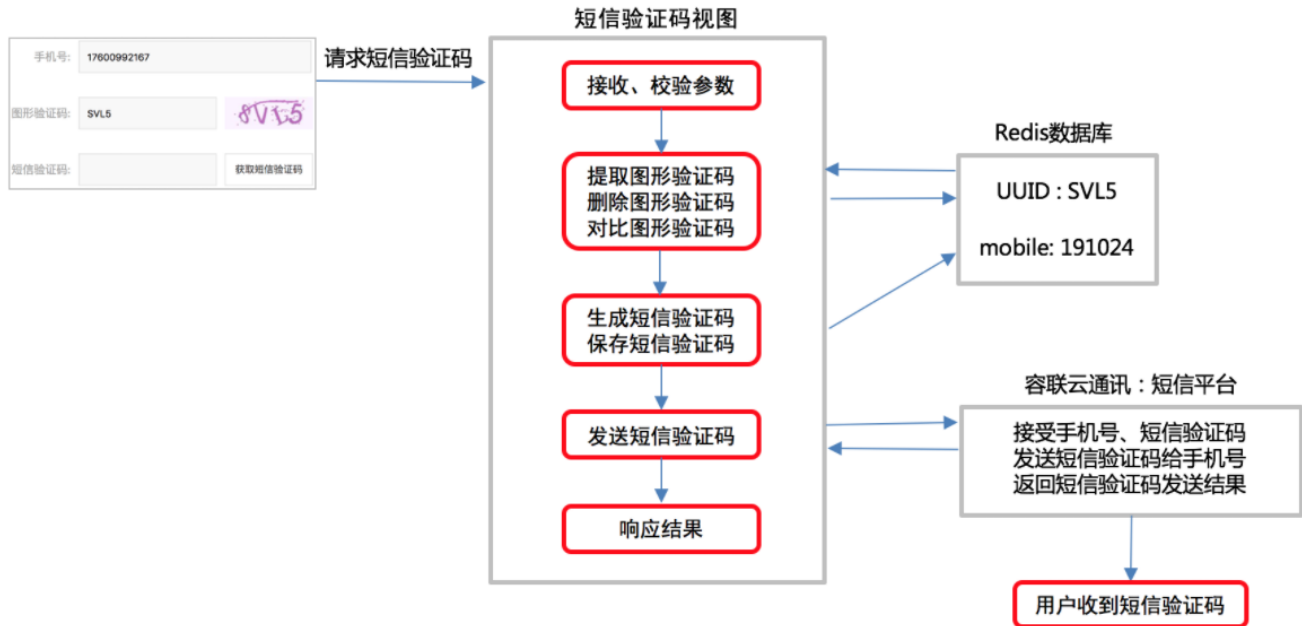 短信验证码视图
手机号:
17600992167
请求短信验证码
图形验证码:
SVL5
8VL5
短信验证码:
获取短信验证码
接收、校验参数
提取图形验证码
删除图形验证码
对比图形验证码
生成短信验证码
保存短信验证码
发送短信验证码
响应结果
Redis数据库
UUID : SVL5
mobile: 191024
容联云通讯：短信平台
接受手机号、短信验证码
发送短信验证码给手机号
返回短信验证码发送结果
用户收到短信验证码